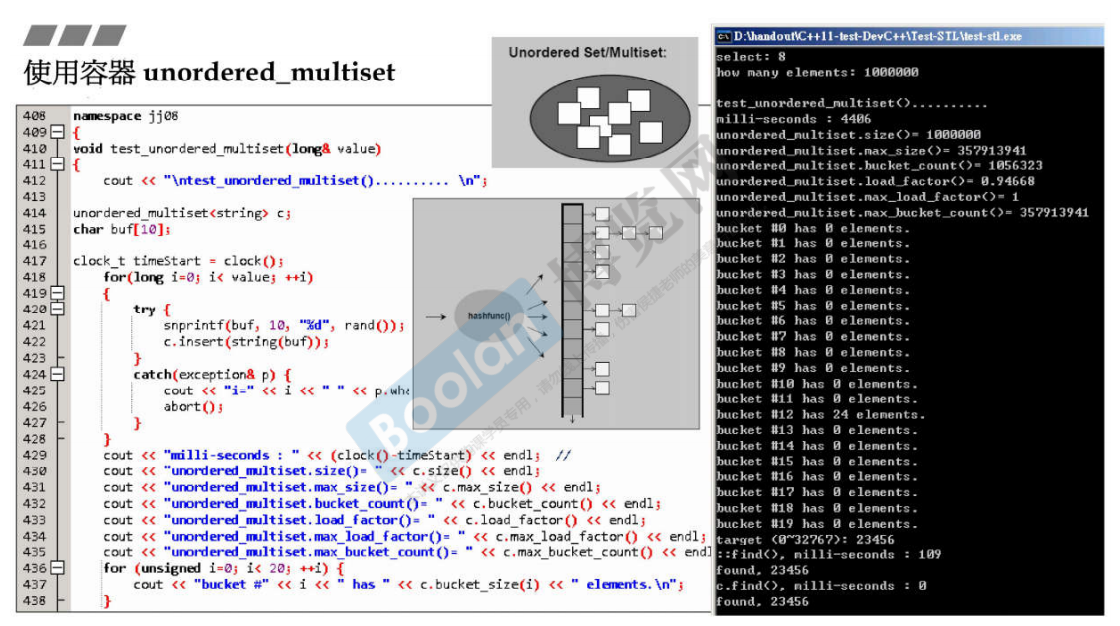 使用容器 unordered_multiset
Unordered Set/Multiset:
408 namespace jj08
409 {
410 void test_unordered_multiset(long& value)
411 {
412 cout << "\ntest_unordered_multiset().......... \n";
413
414 unordered_multiset<string> c;
415 char buf[10];
416
417 clock_t timeStart = clock();
418 for(long i=0; i< value; ++i)
419 {
420 try {
421 snprintf(buf, 10, "%d", rand());
422 c.insert(string(buf));
423 }
424 catch(exception& p) {
425 cout << "i=" << i << " " << p.wh
426 abort();
427 }
428 }
429 cout << "milli-seconds : " << (clock()-timeStart) << endl; //
430 cout << "unordered_multiset.size()= " << c.size() << endl;
431 cout << "unordered_multiset.max_size()= " << c.max_size() << endl;
432 cout << "unordered_multiset.bucket_count()= " << c.bucket_count() << endl;
433 cout << "unordered_multiset.load_factor()= " << c.load_factor() << endl;
434 cout << "unordered_multiset.max_load_factor()= " << c.max_load_factor() << endl;
435 cout << "unordered_multiset.max_bucket_count()= " << c.max_bucket_count() << endl
436 for (unsigned i=0; i< 20; ++i) {
437 cout << "bucket #" << i << " has " << c.bucket_size(i) << " elements.\n";
438 }
hashfunc()
Boolan
博览网
D:\handout\C++11-test-DevC++\Test-STL\test-stl.exe
select: 8
how many elements: 1000000
test_unordered_multiset()..........
milli-seconds : 4406
unordered_multiset.size()= 1000000
unordered_multiset.max_size()= 357913941
unordered_multiset.bucket_count()= 1056323
unordered_multiset.load_factor()= 0.94668
unordered_multiset.max_load_factor()= 1
unordered_multiset.max_bucket_count()= 357913941
bucket #0 has 0 elements.
bucket #1 has 0 elements.
bucket #2 has 0 elements.
bucket #3 has 0 elements.
bucket #4 has 0 elements.
bucket #5 has 0 elements.
bucket #6 has 0 elements.
bucket #7 has 0 elements.
bucket #8 has 0 elements.
bucket #9 has 0 elements.
bucket #10 has 0 elements.
bucket #11 has 0 elements.
bucket #12 has 24 elements.
bucket #13 has 0 elements.
bucket #14 has 0 elements.
bucket #15 has 0 elements.
bucket #16 has 0 elements.
bucket #17 has 0 elements.
bucket #18 has 0 elements.
bucket #19 has 0 elements.
target (0~32767): 23456
::find(), milli-seconds : 109
found, 23456
c.find(), milli-seconds : 0
found, 23456